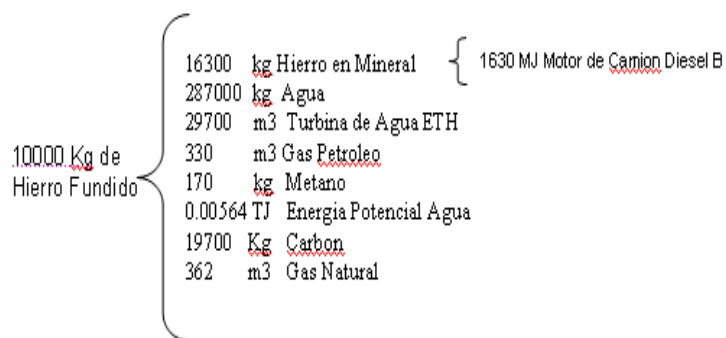 16300 kg Hierro en Mineral
1630 MJ Motor de Camion Diesel B
287000 kg Agua
29700 m3 Turbina de Agua ETH
330 m3 Gas Petroleo
10000 Kg de
Hierro Fundido
170 kg Metano
0.00564 TJ Energia Potencial Agua
19700 Kg Carbon
362 m3 Gas Natural